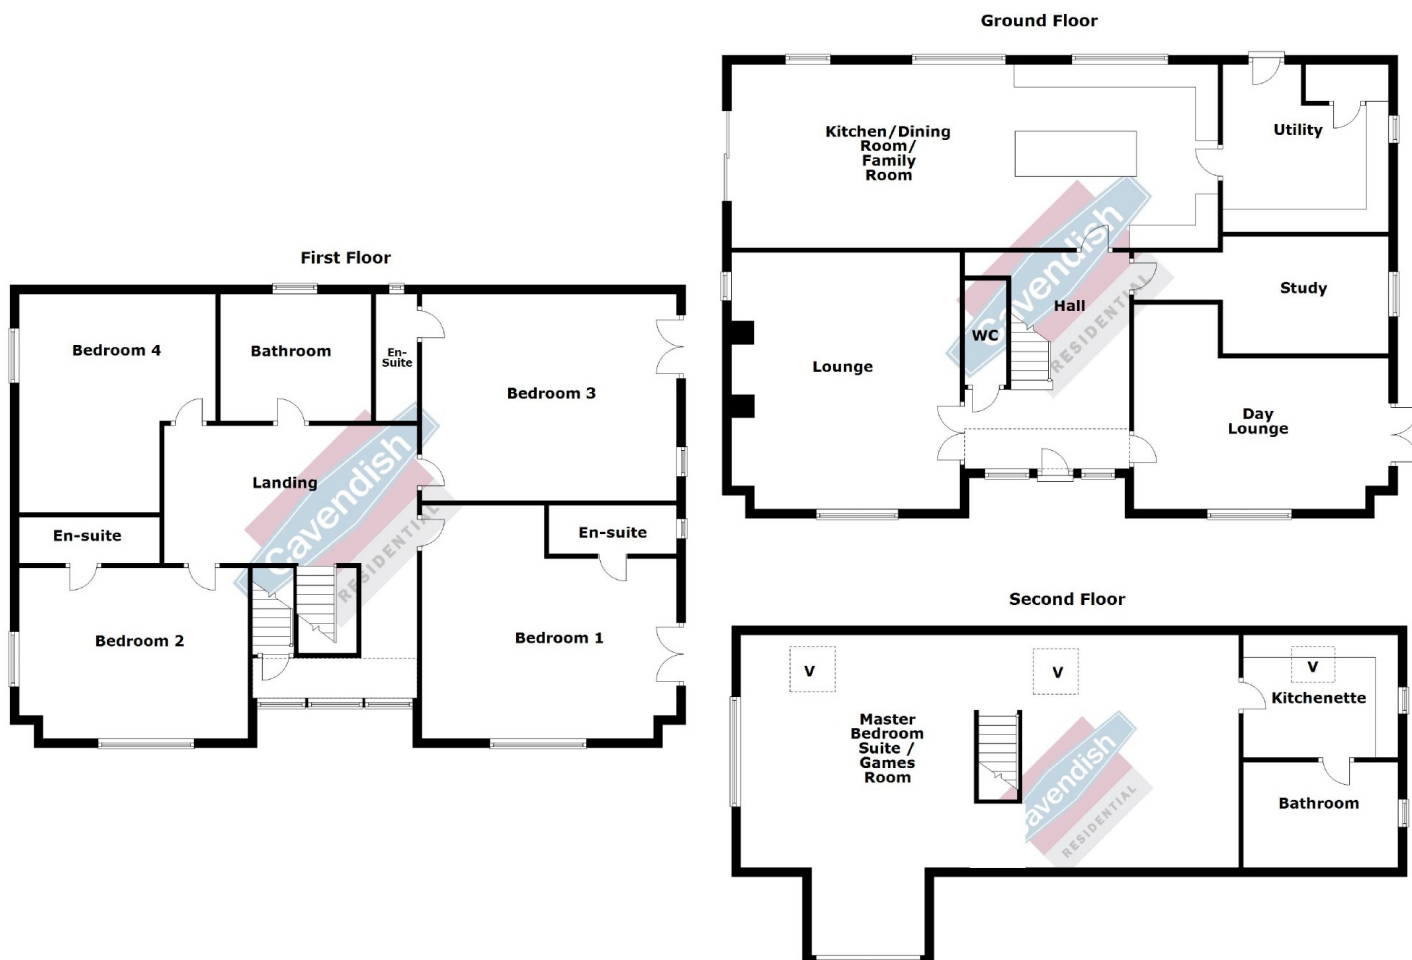 Ground Floor
Kitchen/Dining
Room/
Family
Room
Utility
Study
Hall
WC
Lounge
Day
Lounge
Cavendish
RESIDENTIAL
First Floor
Bedroom 4
Bathroom
En-
Suite
Bedroom 3
Landing
En-suite
En-suite
Bedroom 2
Bedroom 1
Cavendish
RESIDENTIAL
Second Floor
V
V
V
Kitchenette
Master
Bedroom
Suite /
Games
Room
Bathroom
avendish
RESIDENTIAL